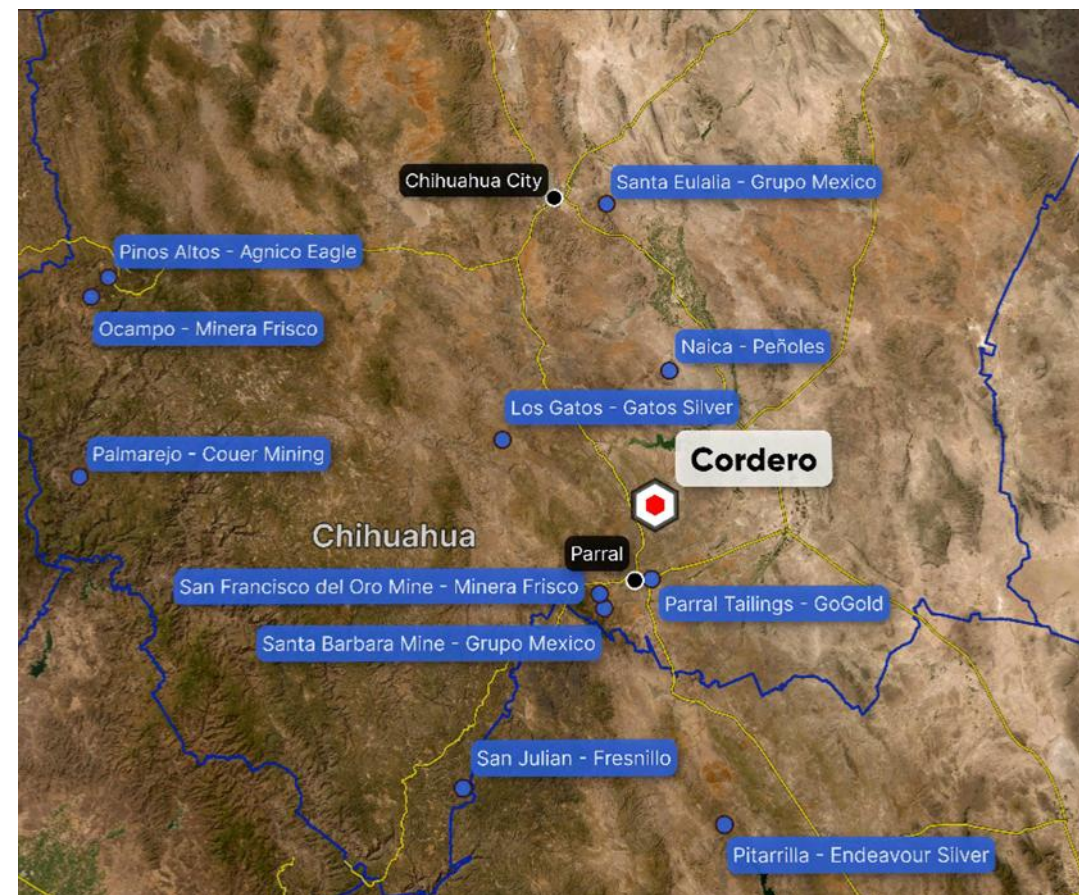 Chihuahua City
Santa Eulalia - Grupo Mexico
Pinos Altos - Agnico Eagle
Ocampo - Minera Frisco
Naica - Peñoles
Los Gatos - Gatos Silver
Palmarejo - Couer Mining
Cordero
Chihuahua
Parral
San Francisco del Oro Mine - Minera Frisco
Parral Tailings - GoGold
Santa Barbara Mine - Grupo Mexico
San Julian - Fresnillo
Pitarrilla - Endeavour Silver